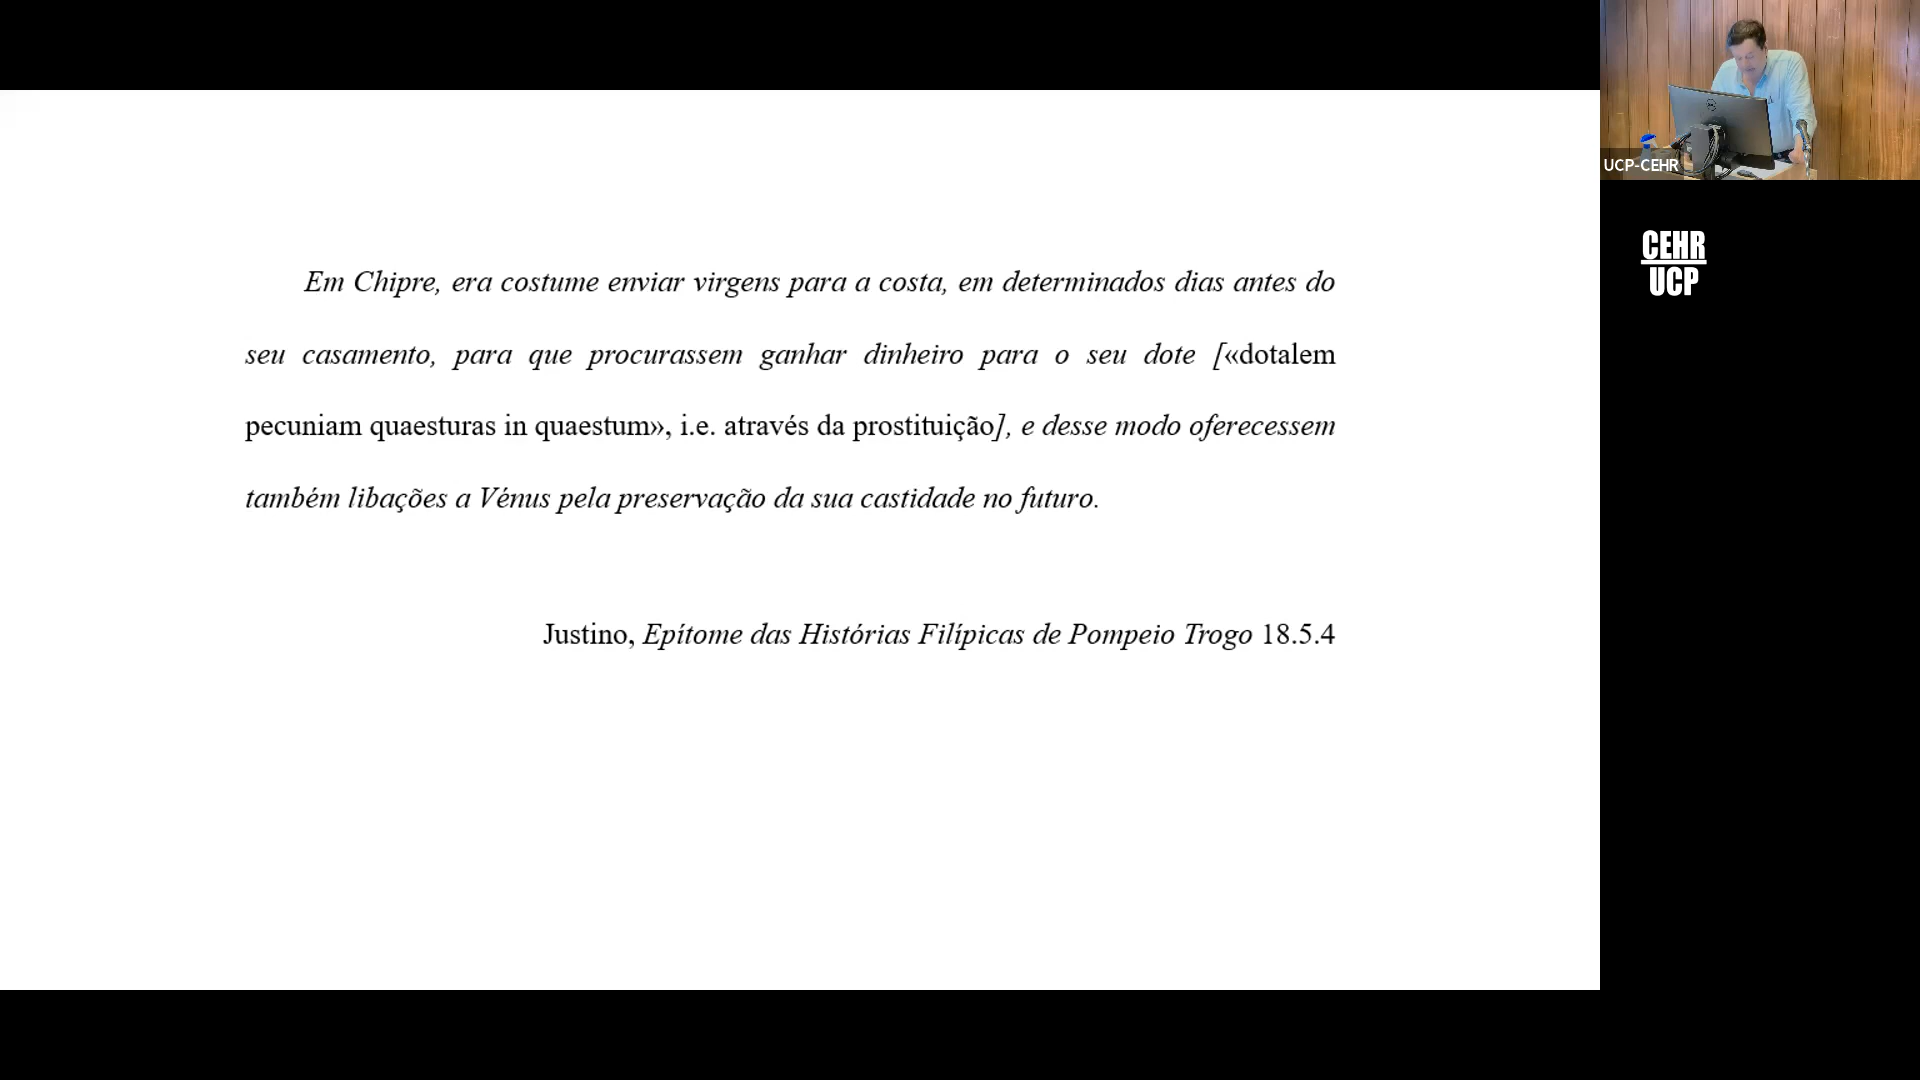 Em Chipre, era costume enviar virgens para a costa, em determinados dias antes do
seu casamento, para que procurassem ganhar dinheiro para o seu dote [«dotalem
pecuniam quaesturas in quaestum», i.e. através da prostituição], e desse modo oferecessem
também libações a Vénus pela preservação da sua castidade no futuro.
Justino, Epítome das Histórias Filípicas de Pompeio Trogo 18.5.4
UCP-CEHR
CEHR
UCP